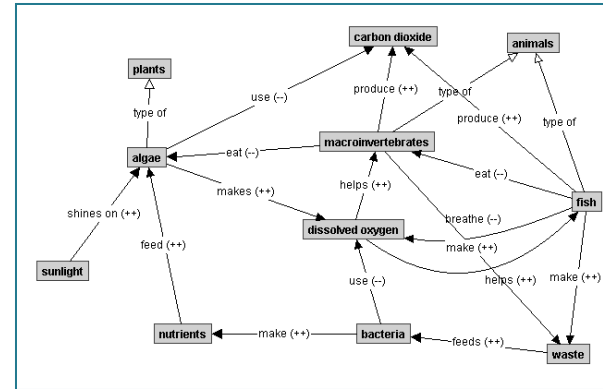 carbon dioxide
animals
plants
produce (++)
type of
use (--)
type of
produce (++)
type of
macroinvertebrates
algae
eat (--)
helps (++)
eat (--)
shines on (++)
makes (++)
breathe (--)
fish
dissolved oxygen
feed (++)
make (++)
sunlight
use (--)
helps (++)
make (++)
nutrients
make (++)
bacteria
feeds (++)
waste